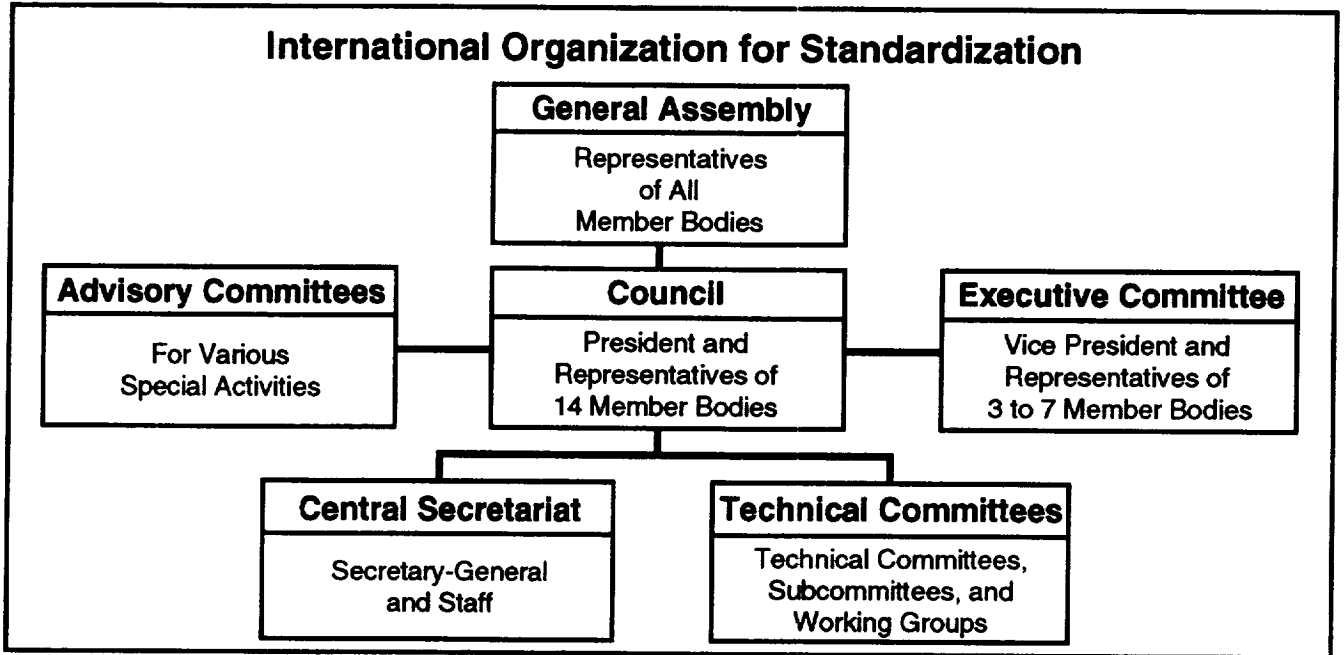 International Organization for Standardization
General Assembly
Representatives
of All
Member Bodies
Advisory Committees
For Various
Special Activities
Council
President and
Representatives of
14 Member Bodies
Executive Committee
Vice President and
Representatives of
3 to 7 Member Bodies
Central Secretariat
Secretary-General
and Staff
Technical Committees
Technical Committees,
Subcommittees, and
Working Groups